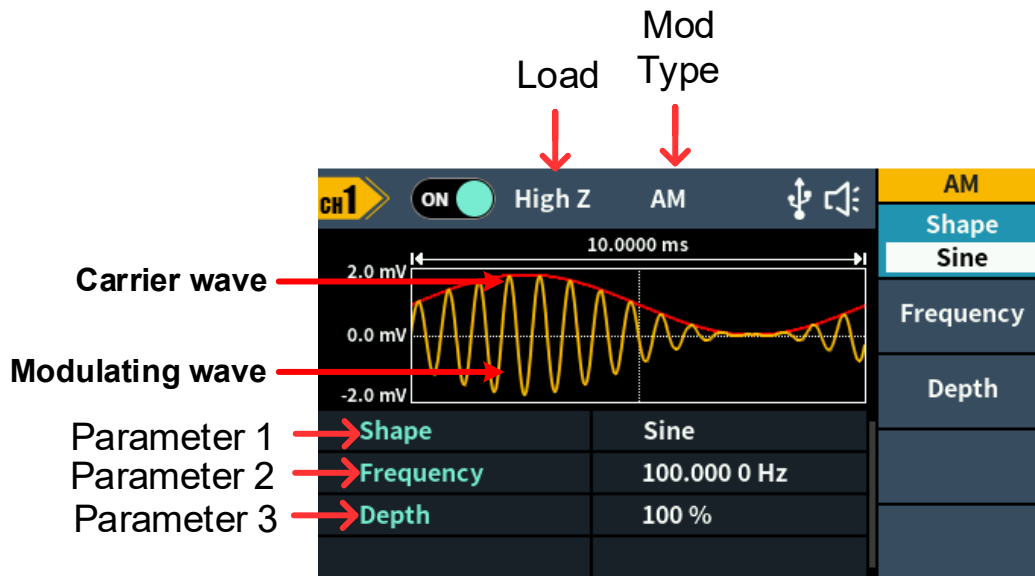 Mod
Type
Load
CH1
ON
High Z
AM
AM
Shape
Sine
Frequency
Depth
10.0000 ms
2.0 mV
0.0 mV
-2.0 mV
Carrier wave
Modulating wave
Parameter 1
Shape
Sine
Parameter 2
Frequency
100.000 0 Hz
Parameter 3
Depth
100 %